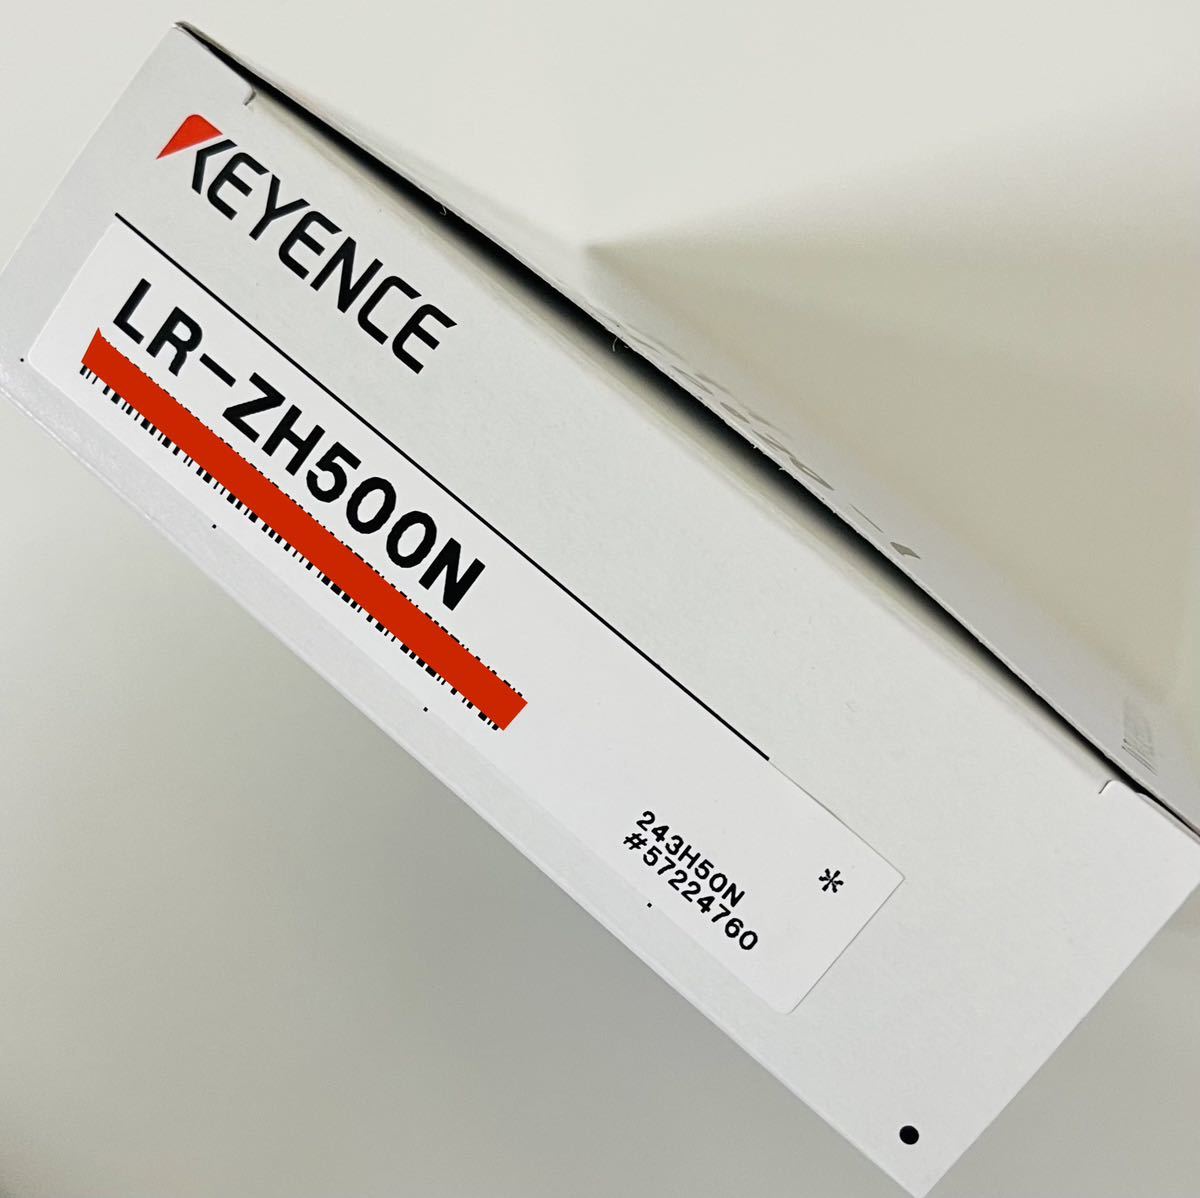 KEYENCE
LR-ZH500N
243H50N
#57224760
*